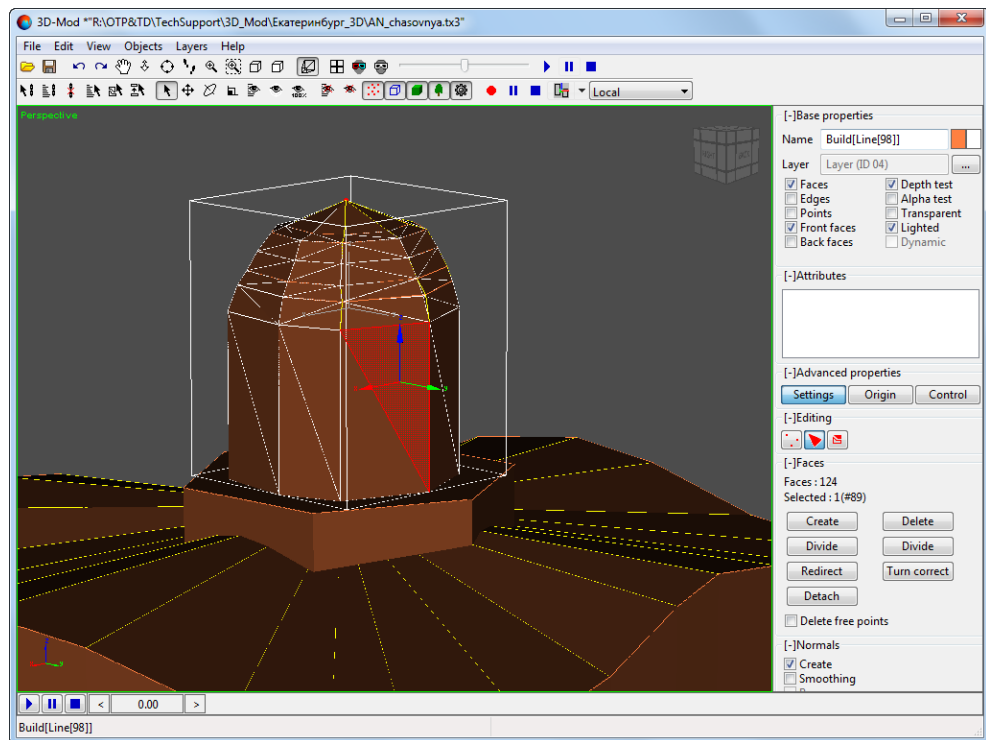 3D-Mod *"R:\OTP&TD\TechSupport\3D_Mod\Екатеринбург_3D\AN_chasovnya.tx3"
File Edit View Objects Layers Help
100%
Local
Perspective
[-]Base properties
Name Build[Line[98]]
Layer Layer (ID 04) ...
Faces Depth test
Edges Alpha test
Points Transparent
Front faces Lighted
Back faces Dynamic
[-]Attributes
[-]Advanced properties
Settings Origin Control
[-]Editing
[-]Faces
Faces : 124
Selected : 1(#89)
Create Delete
Divide Divide
Redirect Turn correct
Detach
Delete free points
[-]Normals
Create
Smoothing
< 0.00 >
Build[Line[98]]